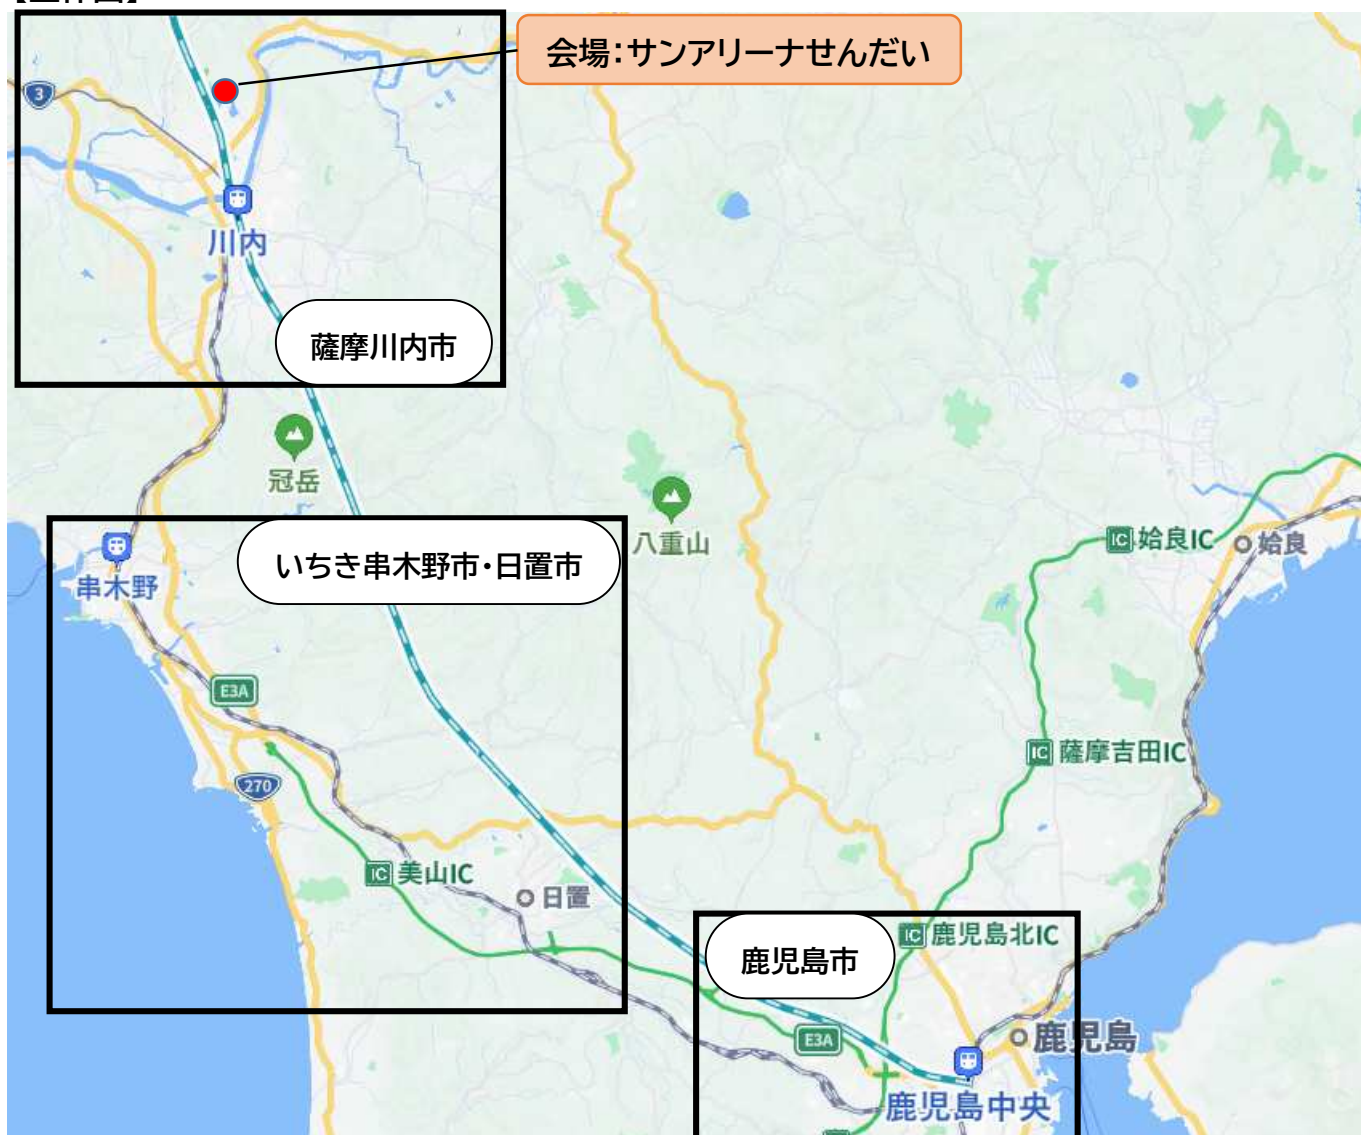 会場：サンアリーナせんだい
3
川内
薩摩川内市
冠岳
八重山
IC 姶良IC
姶良
いちき串木野市・日置市
串木野
E3A
270
IC 薩摩吉田IC
IC 美山IC
日置
鹿児島市
IC 鹿児島北IC
E3A
鹿児島
鹿児島中央